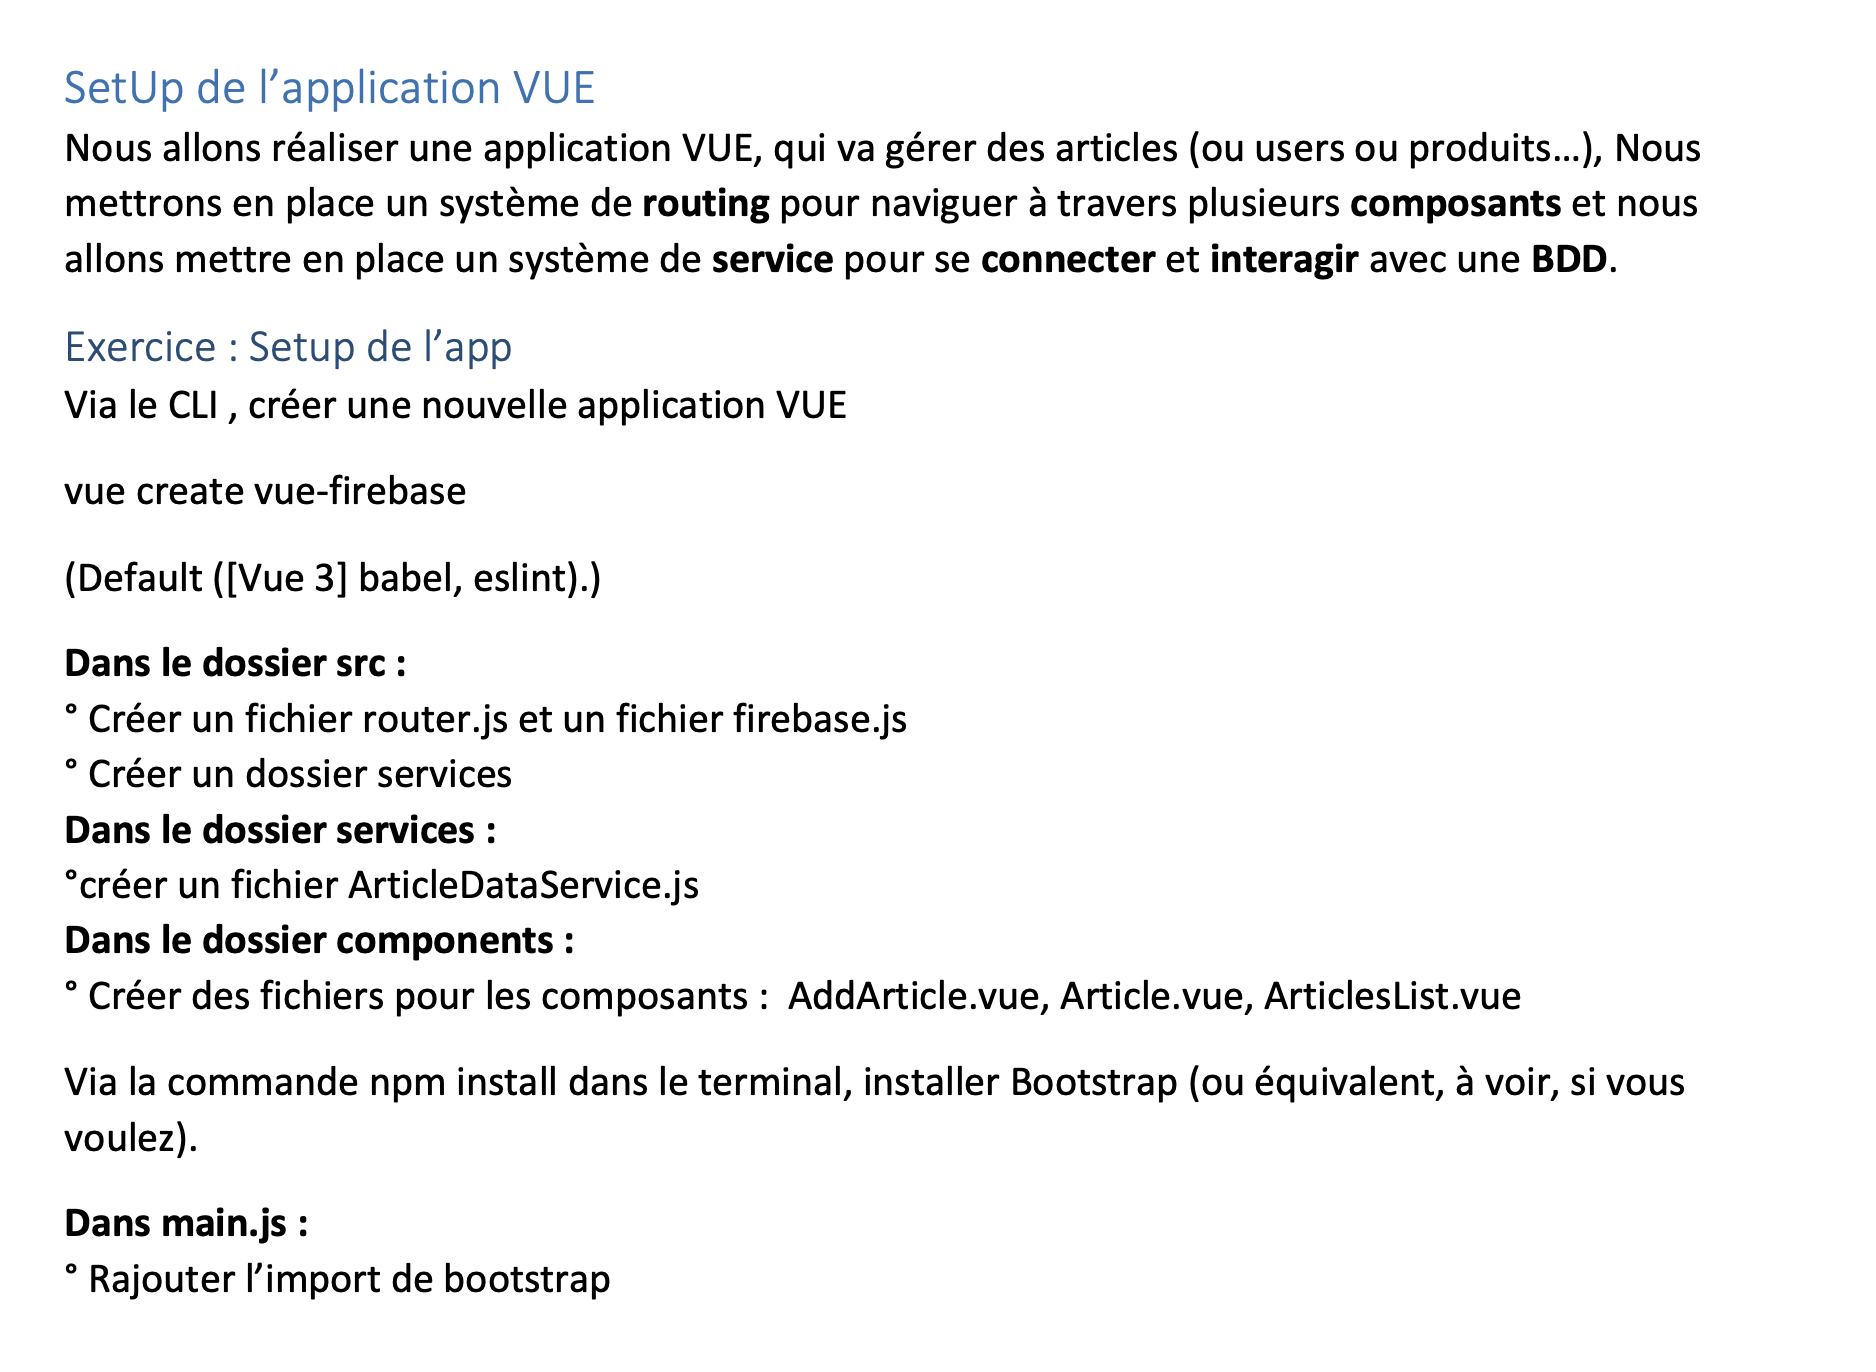 SetUp de l’application VUE
Nous allons réaliser une application VUE, qui va gérer des articles (ou users ou produits…), Nous
mettrons en place un système de routing pour naviguer à travers plusieurs composants et nous
allons mettre en place un système de service pour se connecter et interagir avec une BDD.
Exercice : Setup de l’app
Via le CLI , créer une nouvelle application VUE
vue create vue-firebase
(Default ([Vue 3] babel, eslint).)
Dans le dossier src :
° Créer un fichier router.js et un fichier firebase.js
° Créer un dossier services
Dans le dossier services :
°créer un fichier ArticleDataService.js
Dans le dossier components :
° Créer des fichiers pour les composants :  AddArticle.vue, Article.vue, ArticlesList.vue
Via la commande npm install dans le terminal, installer Bootstrap (ou équivalent, à voir, si vous
voulez).
Dans main.js :
° Rajouter l’import de bootstrap